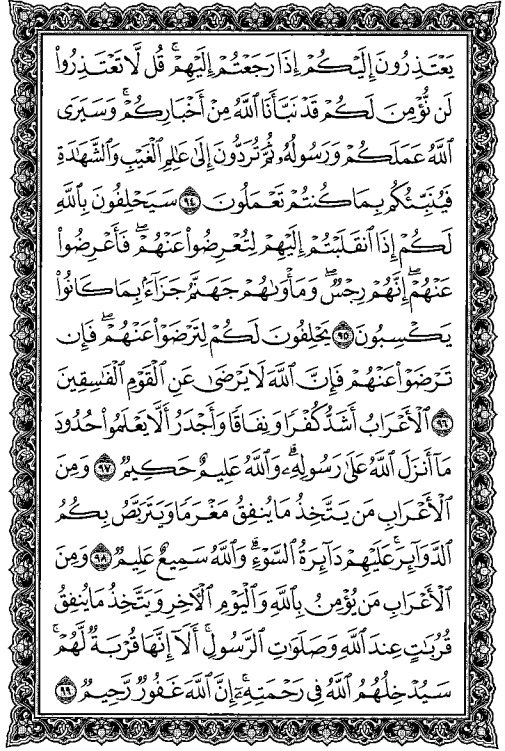 يَعۡتَذِرُونَ إِلَيۡكُمۡ إِذَا رَجَعۡتُمۡ إِلَيۡهِمۡۚ قُل لَّا تَعۡتَذِرُواْ
لَن نُّؤۡمِنَ لَكُمۡ قَدۡ نَبَّأَنَا ٱللَّهُ مِنۡ أَخۡبَارِكُمۡۚ وَسَيَرَى
ٱللَّهُ عَمَلَكُمۡ وَرَسُولُهُۥ ثُمَّ تُرَدُّونَ إِلَىٰ عَٰلِمِ ٱلۡغَيۡبِ وَٱلشَّهَٰدَةِ
فَيُنَبِّئُكُم بِمَا كُنتُمۡ تَعۡمَلُونَ ٩٤ سَيَحۡلِفُونَ بِٱللَّهِ
لَكُمۡ إِذَا ٱنقَلَبۡتُمۡ إِلَيۡهِمۡ لِتُعۡرِضُواْ عَنۡهُمۡۖ فَأَعۡرِضُواْ
عَنۡهُمۡۖ إِنَّهُمۡ رِجۡسٞۖ وَمَأۡوَىٰهُمۡ جَهَنَّمُ جَزَآءَۢ بِمَا كَانُواْ
يَكۡسِبُونَ ٩٥ يَحۡلِفُونَ لَكُمۡ لِتَرۡضَوۡاْ عَنۡهُمۡۖ فَإِن
تَرۡضَوۡاْ عَنۡهُمۡ فَإِنَّ ٱللَّهَ لَا يَرۡضَىٰ عَنِ ٱلۡقَوۡمِ ٱلۡفَٰسِقِينَ
٩٦ ٱلۡأَعۡرَابُ أَشَدُّ كُفۡرٗا وَنِفَاقٗا وَأَجۡدَرُ أَلَّا يَعۡلَمُواْ حُدُودَ
مَآ أَنزَلَ ٱللَّهُ عَلَىٰ رَسُولِهِۦۗ وَٱللَّهُ عَلِيمٌ حَكِيمٞ ٩٧ وَمِنَ
ٱلۡأَعۡرَابِ مَن يَتَّخِذُ مَا يُنفِقُ مَغۡرَمٗا وَيَتَرَبَّصُ بِكُمُ
ٱلدَّوَآئِرَۚ عَلَيۡهِمۡ دَآئِرَةُ ٱلسَّوۡءِۗ وَٱللَّهُ سَمِيعٌ عَلِيمٞ ٩٨ وَمِنَ
ٱلۡأَعۡرَابِ مَن يُؤۡمِنُ بِٱللَّهِ وَٱلۡيَوۡمِ ٱلۡأٓخِرِ وَيَتَّخِذُ مَا يُنفِقُ
قُرُبَٰتٍ عِندَ ٱللَّهِ وَصَلَوَٰتِ ٱلرَّسُولِۚ أَلَآ إِنَّهَا قُرۡبَةٞ لَّهُمۡۚ
سَيُدۡخِلُهُمُ ٱللَّهُ فِي رَحۡمَتِهِۦٓۚ إِنَّ ٱللَّهَ غَفُورٞ رَّحِيمٞ ٩٩